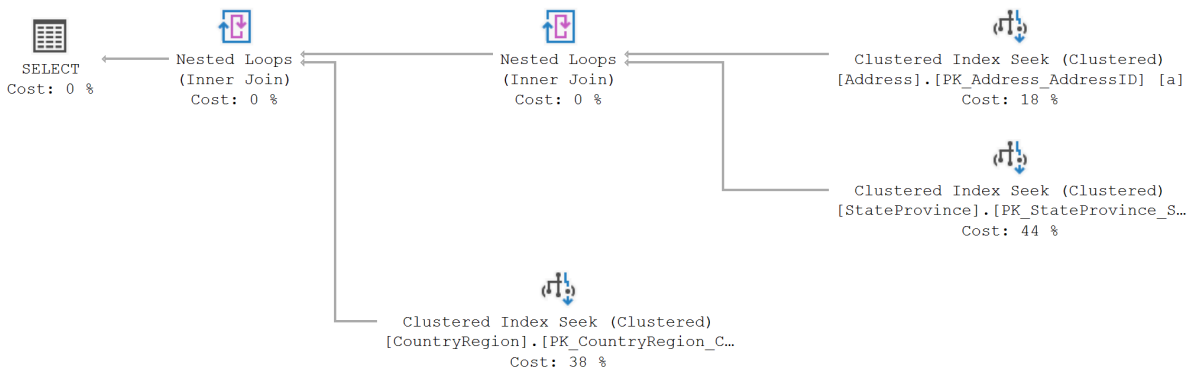 SELECT
Cost: 0 %
Nested Loops
(Inner Join)
Cost: 0 %
Nested Loops
(Inner Join)
Cost: 0 %
Clustered Index Seek (Clustered)
[Address].[PK_Address_AddressID] [a]
Cost: 18 %
Clustered Index Seek (Clustered)
[StateProvince].[PK_StateProvince_S…
Cost: 44 %
Clustered Index Seek (Clustered)
[CountryRegion].[PK_CountryRegion_C…
Cost: 38 %